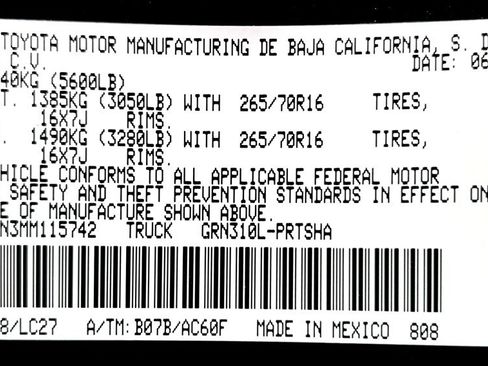 TOYOTA MOTOR MANUFACTURING DE BAJA CALIFORNIA, S. D
C.V. DATE: 06
40KG (5600LB)
T. 1385KG (3050LB) WITH 265/70R16 TIRES,
16X7J RIMS.
. 1490KG (3280LB) WITH 265/70R16 TIRES,
16X7J RIMS.
HICLE CONFORMS TO ALL APPLICABLE FEDERAL MOTOR
SAFETY AND THEFT PREVENTION STANDARDS IN EFFECT ON
E OF MANUFACTURE SHOWN ABOVE.
N3MM115742 TRUCK GRN310L-PRTSHA
8/LC27 A/TM: B07B/AC60F MADE IN MEXICO 808